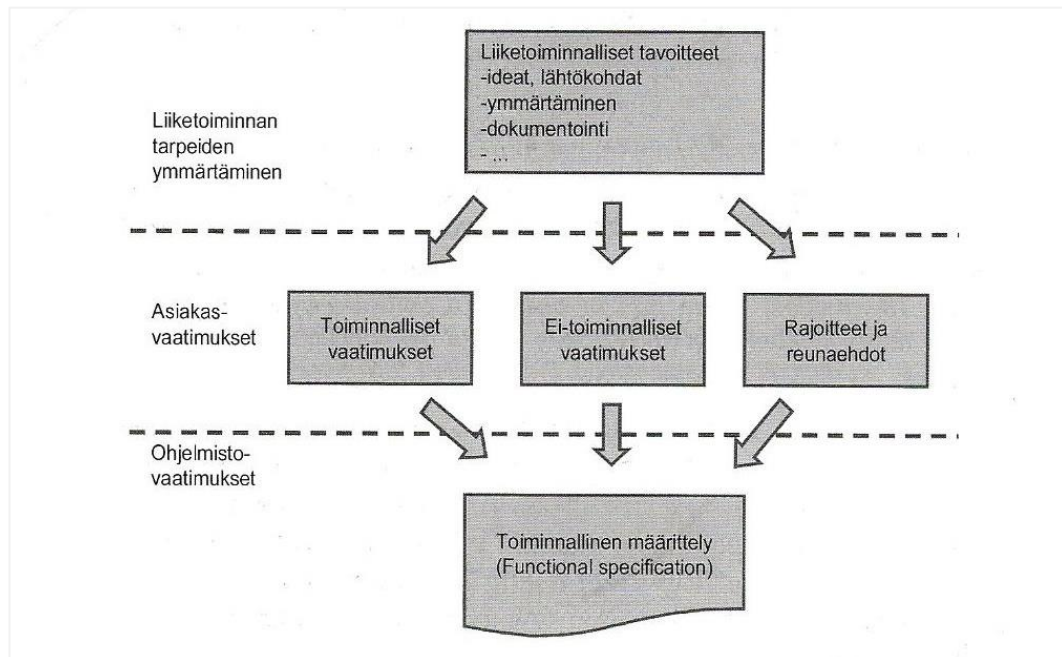 Liiketoiminnalliset tavoitteet
-ideat, lähtökohdat
-ymmärtäminen
-dokumentointi
- ...
Liiketoiminnan
tarpeiden
ymmärtäminen
Asiakas-
vaatimukset
Toiminnalliset
vaatimukset
Ei-toiminnalliset
vaatimukset
Rajoitteet ja
reunaehdot
Ohjelmisto-
vaatimukset
Toiminnallinen määrittely
(Functional specification)